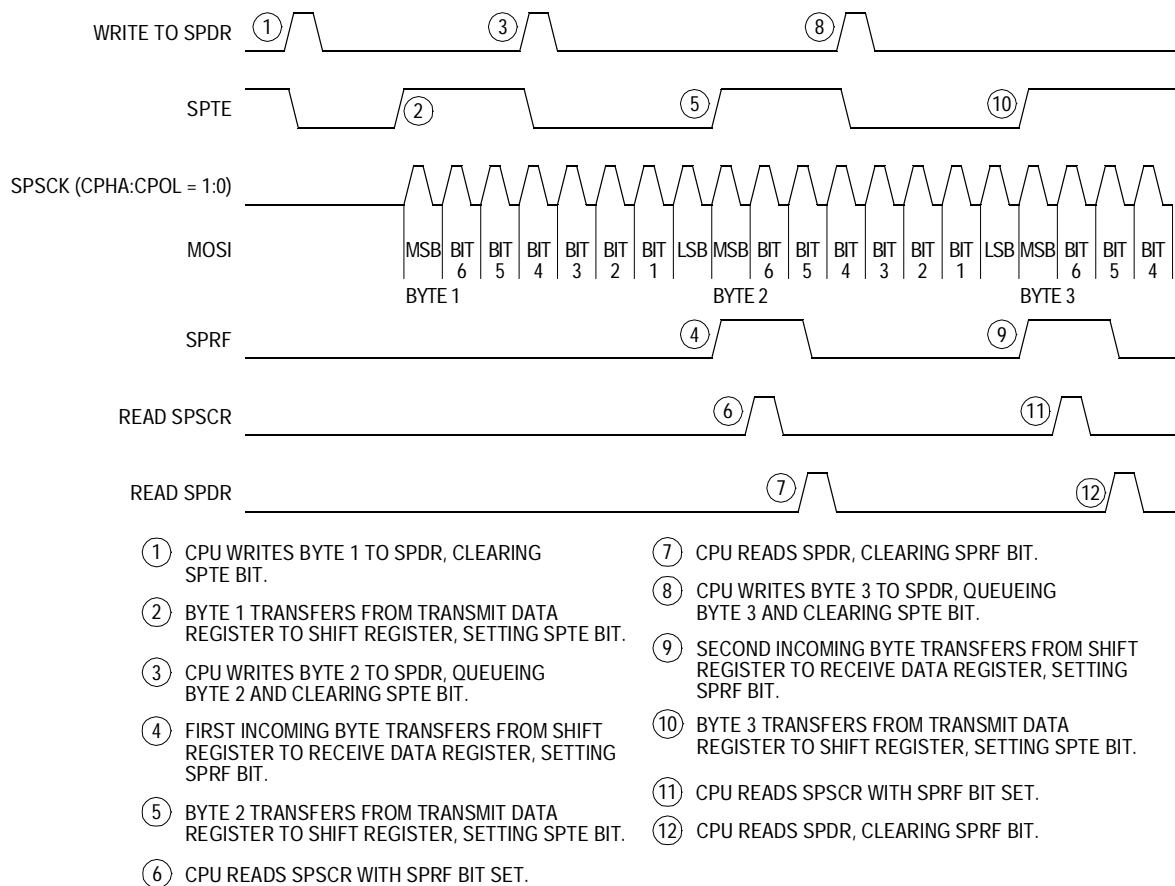 WRITE TO SPDR
1
3
8
SPTE
2
5
10
SPSCK (CPHA:CPOL = 1:0)
MOSI
MSB BIT 6 BIT 5 BIT 4 BIT 3 BIT 2 BIT 1 LSB MSB BIT 6 BIT 5 BIT 4 BIT 3 BIT 2 BIT 1 LSB MSB BIT 6 BIT 5 BIT 4
BYTE 1
BYTE 2
BYTE 3
SPRF
4
9
READ SPSCR
6
11
READ SPDR
7
12
1 CPU WRITES BYTE 1 TO SPDR, CLEARING
SPTE BIT.
2 BYTE 1 TRANSFERS FROM TRANSMIT DATA
REGISTER TO SHIFT REGISTER, SETTING SPTE BIT.
3 CPU WRITES BYTE 2 TO SPDR, QUEUEING
BYTE 2 AND CLEARING SPTE BIT.
4 FIRST INCOMING BYTE TRANSFERS FROM SHIFT
REGISTER TO RECEIVE DATA REGISTER, SETTING
SPRF BIT.
5 BYTE 2 TRANSFERS FROM TRANSMIT DATA
REGISTER TO SHIFT REGISTER, SETTING SPTE BIT.
6 CPU READS SPSCR WITH SPRF BIT SET.
7 CPU READS SPDR, CLEARING SPRF BIT.
8 CPU WRITES BYTE 3 TO SPDR, QUEUEING
BYTE 3 AND CLEARING SPTE BIT.
9 SECOND INCOMING BYTE TRANSFERS FROM SHIFT
REGISTER TO RECEIVE DATA REGISTER, SETTING
SPRF BIT.
10 BYTE 3 TRANSFERS FROM TRANSMIT DATA
REGISTER TO SHIFT REGISTER, SETTING SPTE BIT.
11 CPU READS SPSCR WITH SPRF BIT SET.
12 CPU READS SPDR, CLEARING SPRF BIT.